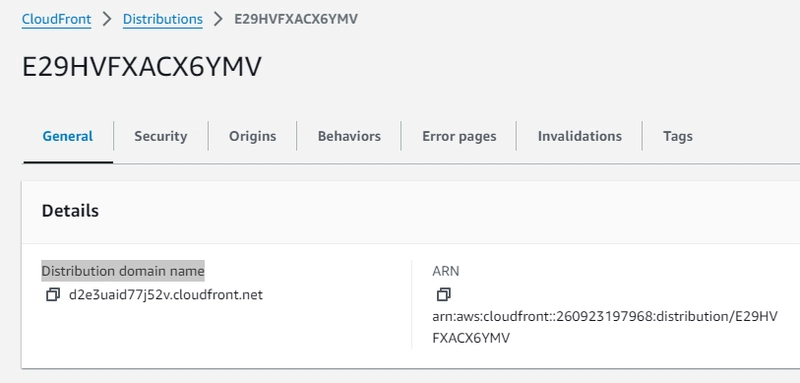 CloudFront > Distributions > E29HVFXACX6YMV
E29HVFXACX6YMV
General
Security
Origins
Behaviors
Error pages
Invalidations
Tags
Details
Distribution domain name
d2e3uaid77j52v.cloudfront.net
ARN
arn:aws:cloudfront::260923197968:distribution/E29HV
FXACX6YMV